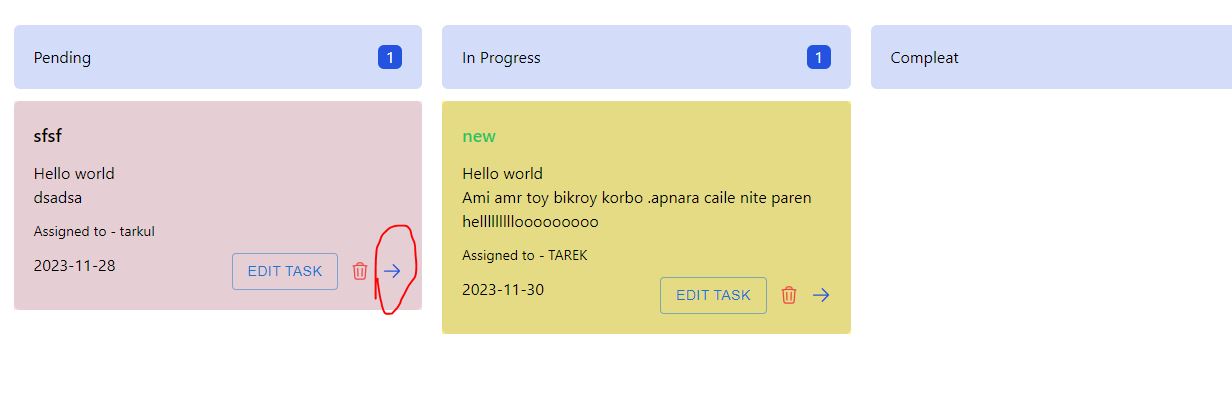 Pending 1
In Progress 1
Compleat
sfsf
Hello world
dsadsa
Assigned to - tarkul
2023-11-28
EDIT TASK
new
Hello world
Ami amr toy bikroy korbo .apnara caile nite paren
helllllllllooooooooo
Assigned to - TAREK
2023-11-30
EDIT TASK